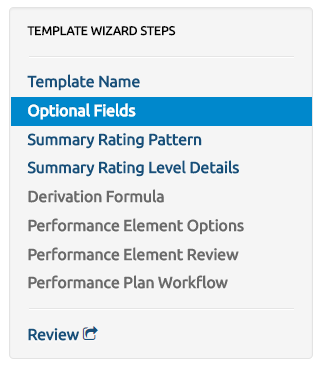 TEMPLATE WIZARD STEPS
Template Name
Optional Fields
Summary Rating Pattern
Summary Rating Level Details
Derivation Formula
Performance Element Options
Performance Element Review
Performance Plan Workflow
Review